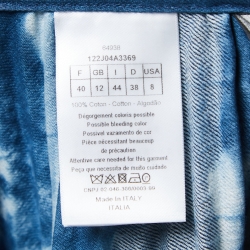 64938
122J04A3369
F GB I D USA
40 12 44 38 8
100% Coton - Cotton - Algodão
Dégorgement coloris possible
Possible bleeding color
Possível vazamento de cor
Pièce nécessitant beaucoup
de précaution
Attentive care needed for this garment
Peça que necessita de muito cuidado
Made in ITALY
ITALIA